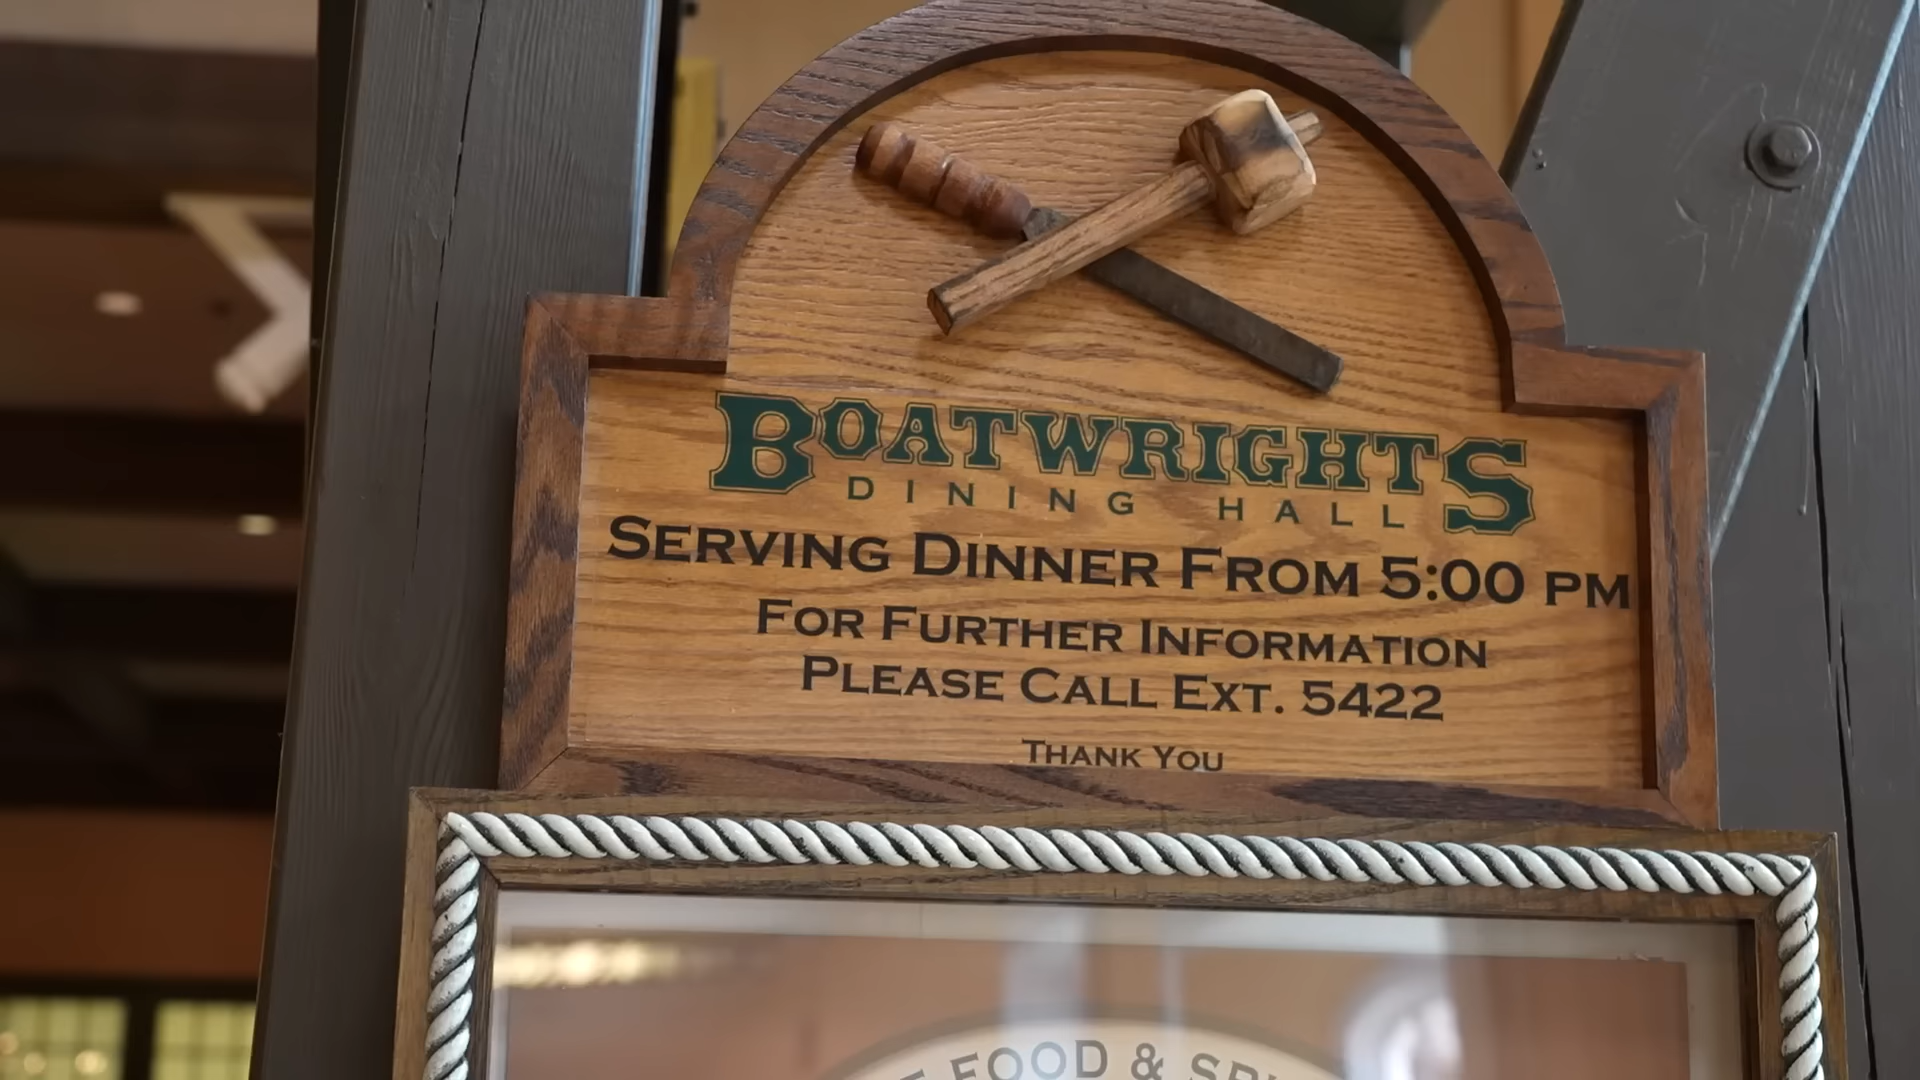 BOATWRIGHTS
DINING HALL
SERVING DINNER FROM 5:00 PM
FOR FURTHER INFORMATION
PLEASE CALL EXT. 5422
THANK YOU
FOOD &